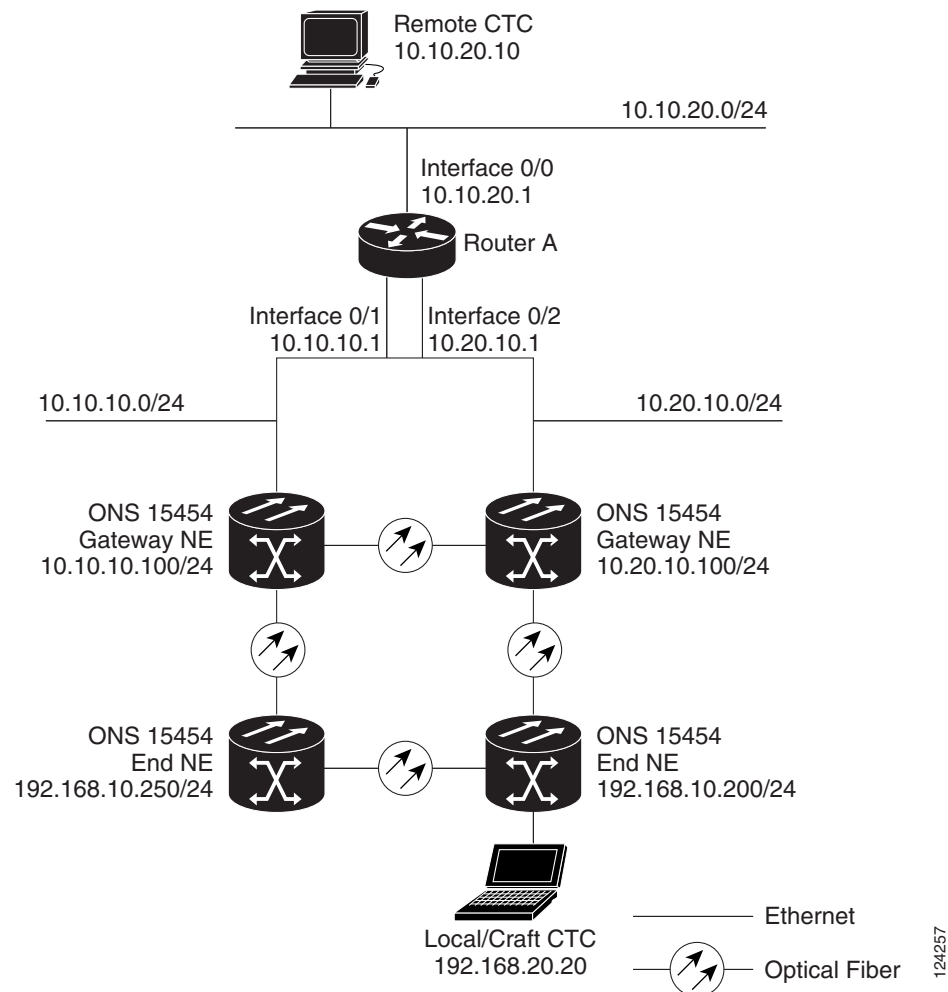 Remote CTC
10.10.20.10
10.10.20.0/24
Interface 0/0
10.10.20.1
Router A
Interface 0/1
10.10.10.1
Interface 0/2
10.20.10.1
10.10.10.0/24
10.20.10.0/24
ONS 15454
Gateway NE
10.10.10.100/24
ONS 15454
Gateway NE
10.20.10.100/24
ONS 15454
End NE
192.168.10.250/24
ONS 15454
End NE
192.168.10.200/24
Local/Craft CTC
192.168.20.20
Ethernet
Optical Fiber
124257